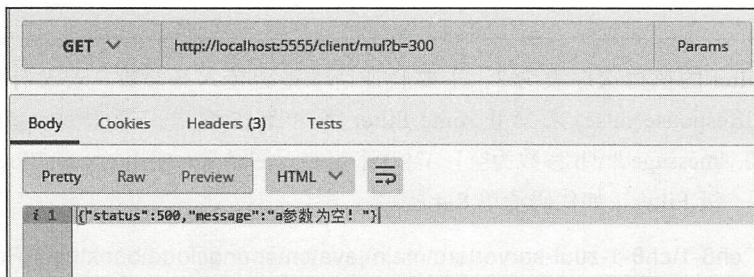 GET http://localhost:5555/client/mul?b=300 Params
Body Cookies Headers (3) Tests
Pretty Raw Preview HTML
i 1 {"status":500,"message":"a参数为空! "}